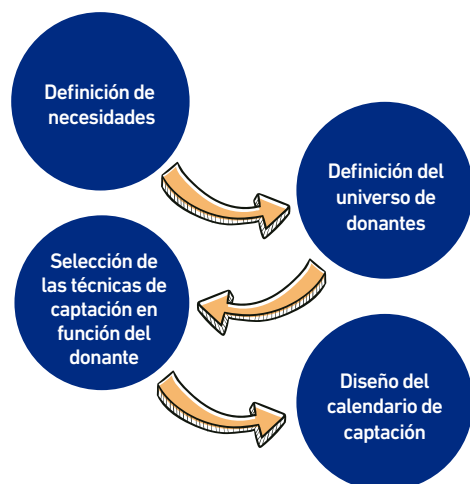 Definición de
necesidades
Definición del
universo de
donantes
Selección de
las técnicas de
captación en
función del
donante
Diseño del
calendario de
captación